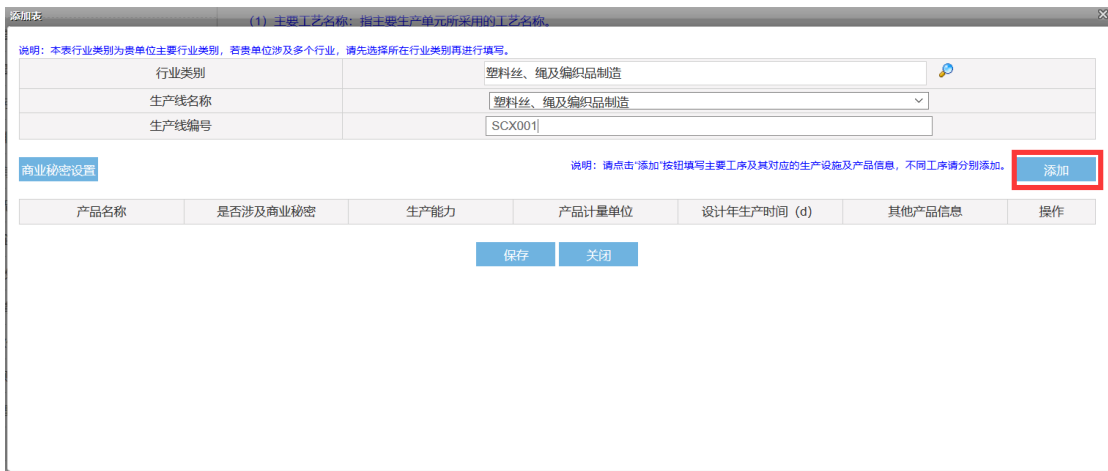 添加表
(1) 主要工艺名称：指主要生产单元所采用的工艺名称。
说明：本表行业类别为贵单位主要行业类别，若贵单位涉及多个行业，请先选择所在行业类别再进行填写。
行业类别 塑料丝、绳及编织品制造
生产线名称 塑料丝、绳及编织品制造
生产线编号 SCX001
商业秘密设置 说明：请点击“添加”按钮填写主要工序及其对应的生产设施及产品信息，不同工序请分别添加。 添加
产品名称 是否涉及商业秘密 生产能力 产品计量单位 设计年生产时间（d） 其他产品信息 操作
保存 关闭